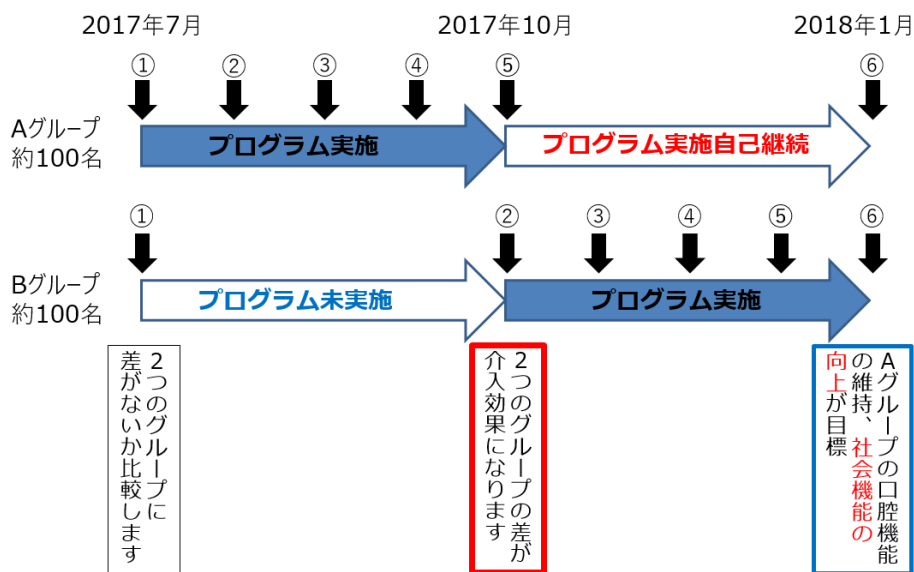 2017年7月
2017年10月
2018年1月
①
②
③
④
⑤
⑥
Aグループ
約100名
プログラム実施
プログラム実施自己継続
①
②
③
④
⑤
⑥
Bグループ
約100名
プログラム未実施
プログラム実施
2つのグループに
差がないか比較します
2つのグループの差が
介入効果になります
Aグループの口腔機能
の維持、社会機能の
向上が目標